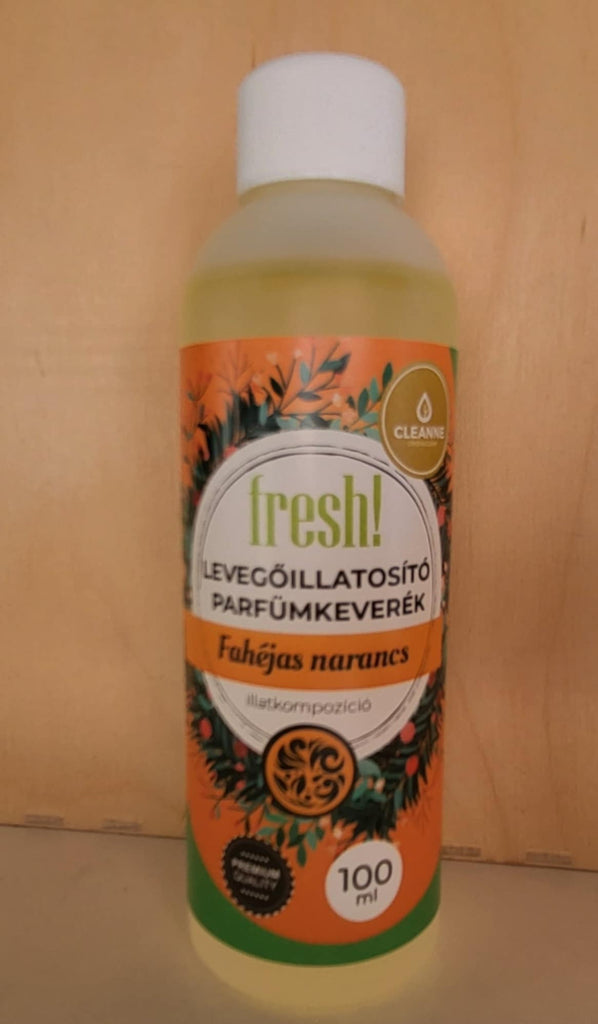 CLEANNE
fresh!
LEVEGŐILLATOSÍTÓ
PARFÜMKEVERÉK
Fahéjas narancs
illatkompozíció
PREMIUM
QUALITY
100
ml